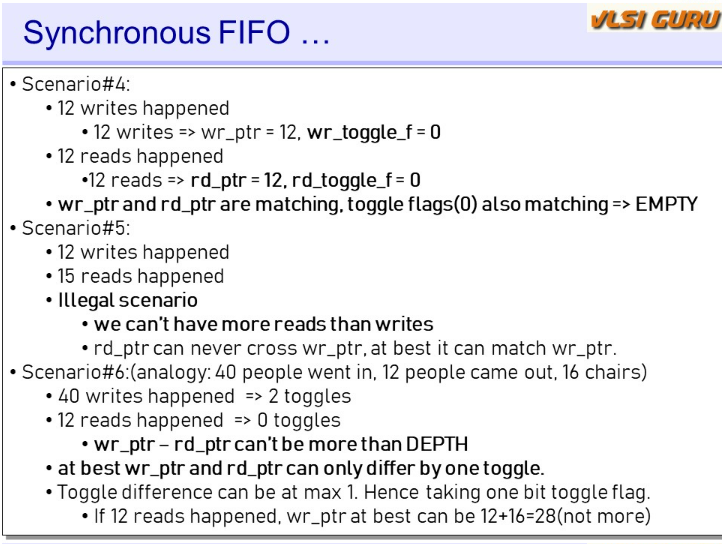 VLSI GURU
Synchronous FIFO …
• Scenario#4:
• 12 writes happened
• 12 writes => wr_ptr = 12, wr_toggle_f = 0
• 12 reads happened
•12 reads => rd_ptr = 12, rd_toggle_f = 0
• wr_ptr and rd_ptr are matching, toggle flags(0) also matching => EMPTY
• Scenario#5:
• 12 writes happened
• 15 reads happened
• Illegal scenario
• we can't have more reads than writes
• rd_ptr can never cross wr_ptr, at best it can match wr_ptr.
• Scenario#6:(analogy: 40 people went in, 12 people came out, 16 chairs)
• 40 writes happened => 2 toggles
• 12 reads happened => 0 toggles
• wr_ptr – rd_ptr can't be more than DEPTH
• at best wr_ptr and rd_ptr can only differ by one toggle.
• Toggle difference can be at max 1. Hence taking one bit toggle flag.
• If 12 reads happened, wr_ptr at best can be 12+16=28(not more)